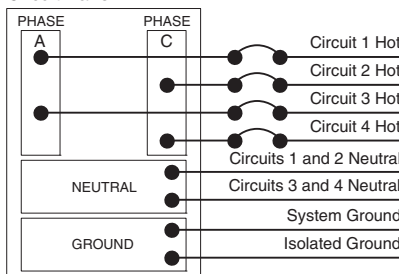 PHASE PHASE
A C
Circuit 1 Hot
Circuit 2 Hot
Circuit 3 Hot
Circuit 4 Hot
Circuits 1 and 2 Neutral
NEUTRAL
Circuits 3 and 4 Neutral
System Ground
GROUND
Isolated Ground